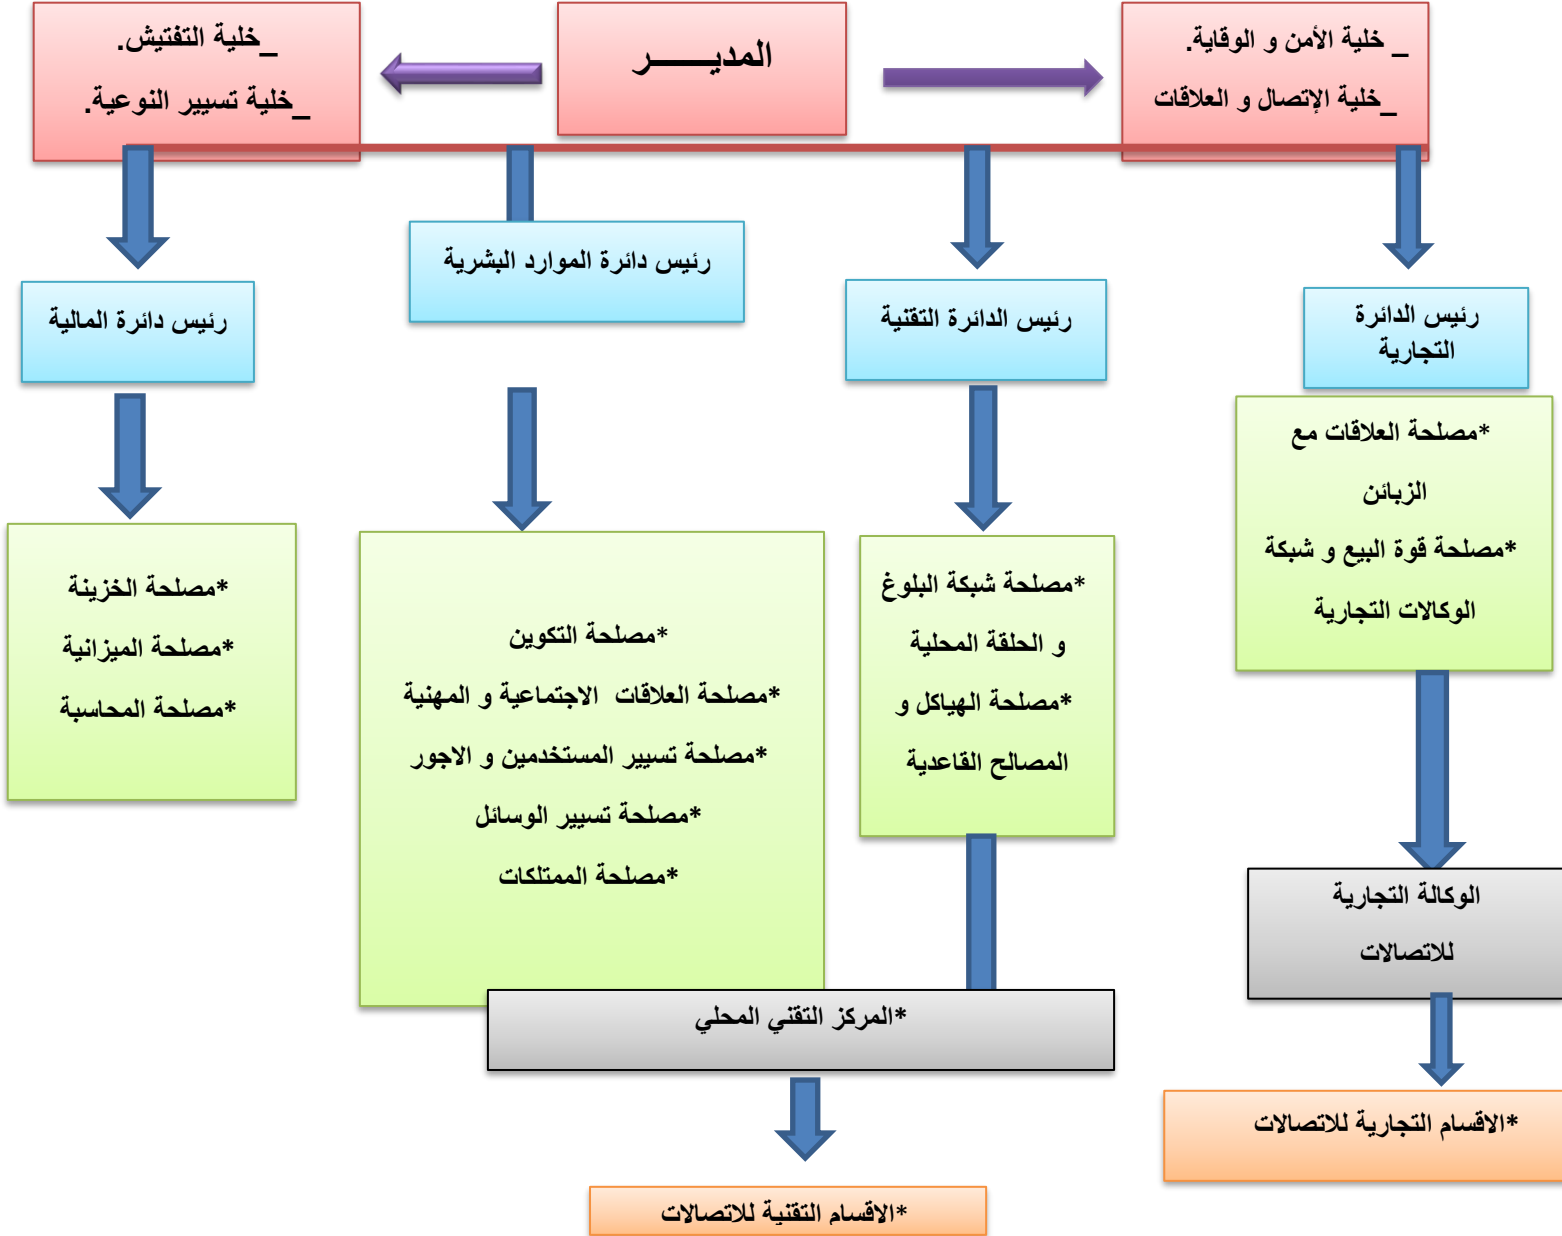 _ خلية الأمن و الوقاية.
_خلية الإتصال و العلاقات
المديـــــــر
_خلية التفتيش.
_خلية تسيير النوعية.
رئيس الدائرة
التجارية
رئيس الدائرة التقنية
رئيس دائرة الموارد البشرية
رئيس دائرة المالية
*مصلحة العلاقات مع
الزبائن
*مصلحة قوة البيع و شبكة
الوكالات التجارية
*مصلحة شبكة البلوغ
و الحلقة المحلية
*مصلحة الهياكل و
المصالح القاعدية
*مصلحة التكوين
*مصلحة العلاقات الاجتماعية و المهنية
*مصلحة تسيير المستخدمين و الاجور
*مصلحة تسيير الوسائل
*مصلحة الممتلكات
*مصلحة الخزينة
*مصلحة الميزانية
*مصلحة المحاسبة
الوكالة التجارية
للاتصالات
*المركز التقني المحلي
*الاقسام التجارية للاتصالات
*الاقسام التقنية للاتصالات